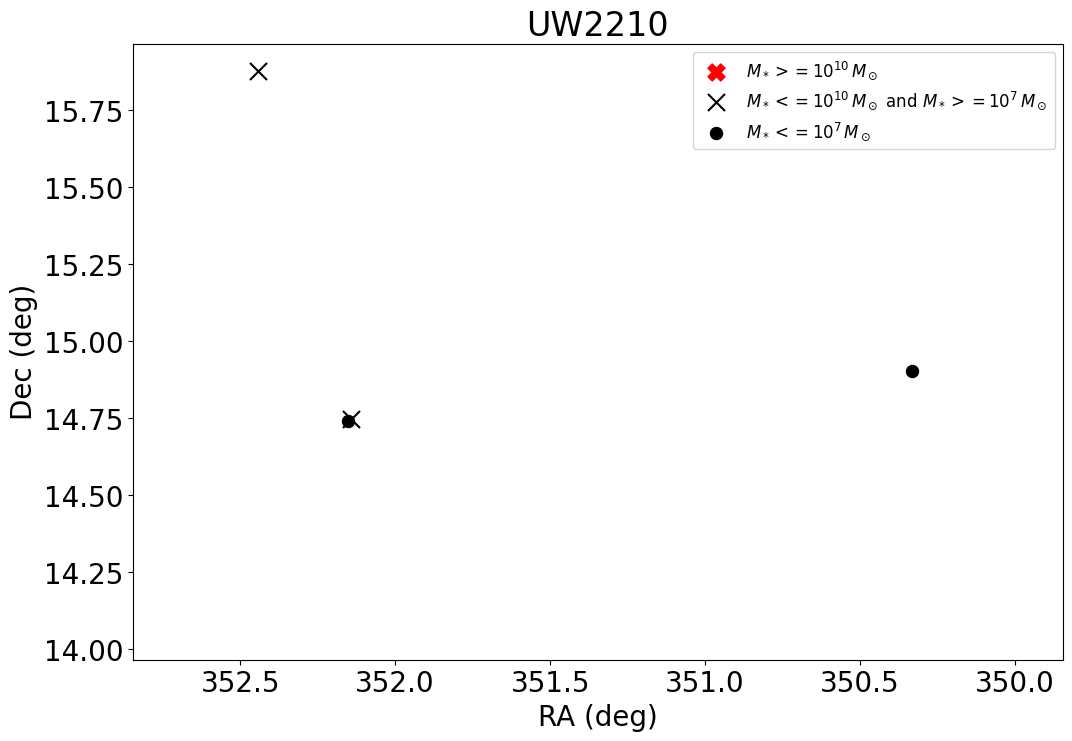 UW2210
M* >= 10^10 M⊙
M* <= 10^10 M⊙ and M* >= 10^7 M⊙
M* <= 10^7 M⊙
15.75
15.50
15.25
15.00
14.75
14.50
14.25
14.00
Dec (deg)
352.5 352.0 351.5 351.0 350.5 350.0
RA (deg)